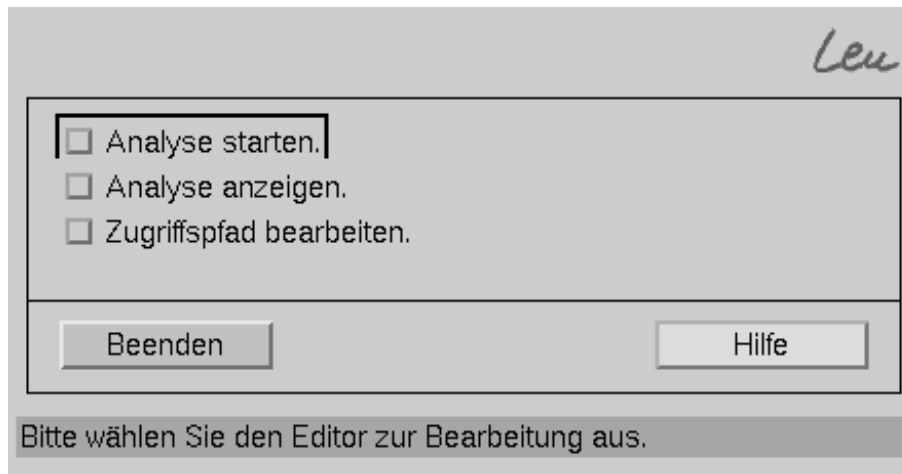 Leu
Analyse starten.
Analyse anzeigen.
Zugriffspfad bearbeiten.
Beenden
Hilfe
Bitte wählen Sie den Editor zur Bearbeitung aus.